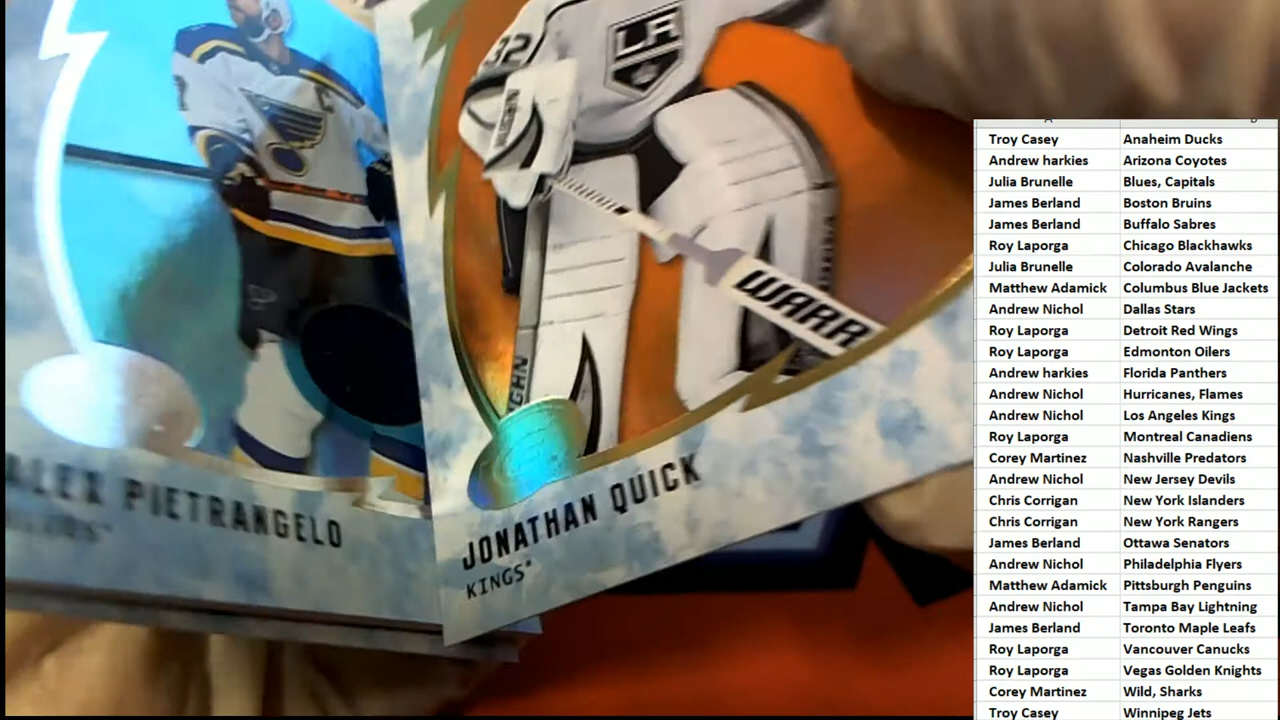 C
ALEX PIETRANGELO
BLUES
32
LA
WARR
JONATHAN QUICK
KINGS
Troy Casey Anaheim Ducks
Andrew harkies Arizona Coyotes
Julia Brunelle Blues, Capitals
James Berland Boston Bruins
James Berland Buffalo Sabres
Roy Laporga Chicago Blackhawks
Julia Brunelle Colorado Avalanche
Matthew Adamick Columbus Blue Jackets
Andrew Nichol Dallas Stars
Roy Laporga Detroit Red Wings
Roy Laporga Edmonton Oilers
Andrew harkies Florida Panthers
Andrew Nichol Hurricanes, Flames
Andrew Nichol Los Angeles Kings
Roy Laporga Montreal Canadiens
Corey Martinez Nashville Predators
Andrew Nichol New Jersey Devils
Chris Corrigan New York Islanders
Chris Corrigan New York Rangers
James Berland Ottawa Senators
Andrew Nichol Philadelphia Flyers
Matthew Adamick Pittsburgh Penguins
Andrew Nichol Tampa Bay Lightning
James Berland Toronto Maple Leafs
Roy Laporga Vancouver Canucks
Roy Laporga Vegas Golden Knights
Corey Martinez Wild, Sharks
Troy Casey Winnipeg Jets